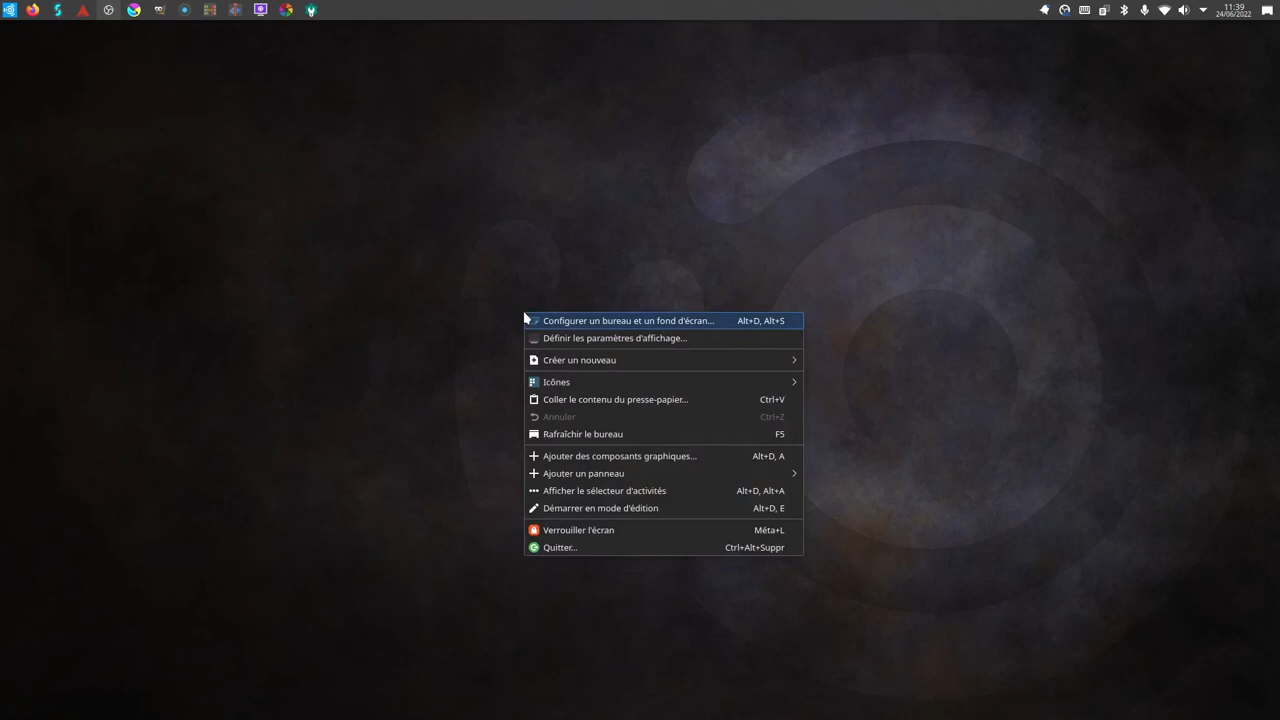 11:39
24/06/2022
Configurer un bureau et un fond d'écran... Alt+D, Alt+S
Définir les paramètres d'affichage...
Créer un nouveau
Icônes
Coller le contenu du presse-papier... Ctrl+V
Annuler Ctrl+Z
Rafraîchir le bureau F5
Ajouter des composants graphiques... Alt+D, A
Ajouter un panneau
Afficher le sélecteur d'activités Alt+D, Alt+A
Démarrer en mode d'édition Alt+D, E
Verrouiller l'écran Méta+L
Quitter... Ctrl+Alt+Suppr